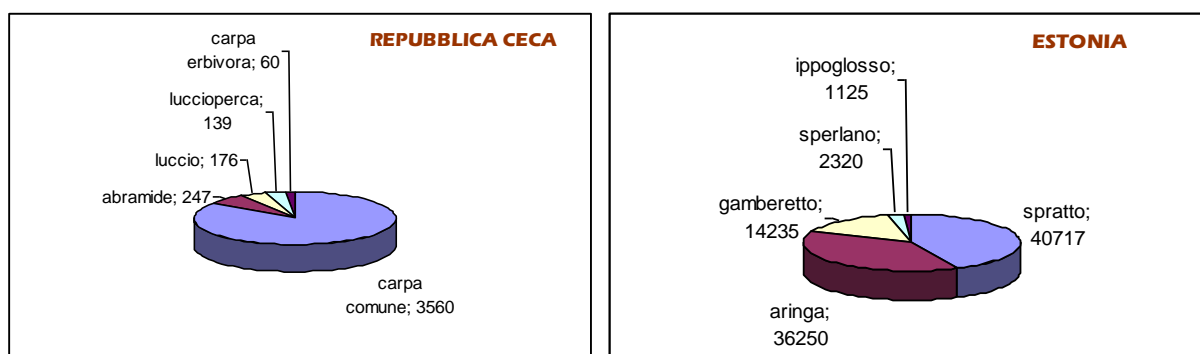 REPUBBLICA CECA
carpa
erbivora; 60
luccioperca;
139
luccio; 176
abramide; 247
carpa
comune; 3560
ESTONIA
ippoglosso;
1125
sperlano;
2320
gamberetto;
14235
spratto
40717
aringa;
36250